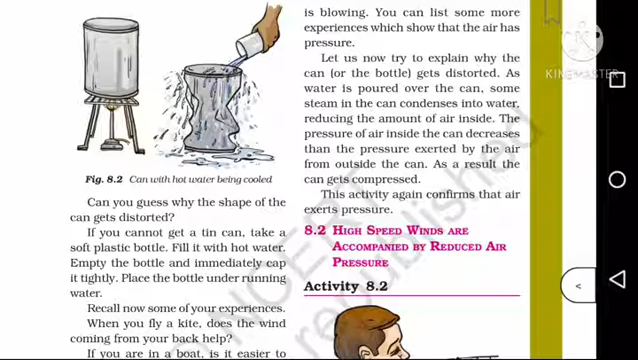 Fig. 8.2 Can with hot water being cooled
Can you guess why the shape of the
can gets distorted?
If you cannot get a tin can, take a
soft plastic bottle. Fill it with hot water.
Empty the bottle and immediately cap
it tightly. Place the bottle under running
water.
Recall now some of your experiences.
When you fly a kite, does the wind
coming from your back help?
If you are in a boat, is it easier to
is blowing. You can list some more
experiences which show that the air has
pressure.
Let us now try to explain why the
can (or the bottle) gets distorted. As
water is poured over the can, some
steam in the can condenses into water,
reducing the amount of air inside. The
pressure of air inside the can decreases
than the pressure exerted by the air
from outside the can. As a result the
can gets compressed.
This activity again confirms that air
exerts pressure.
8.2 HIGH SPEED WINDS ARE
ACCOMPANIED BY REDUCED AIR
PRESSURE
Activity 8.2
KINEMASTER
NCERT
republished